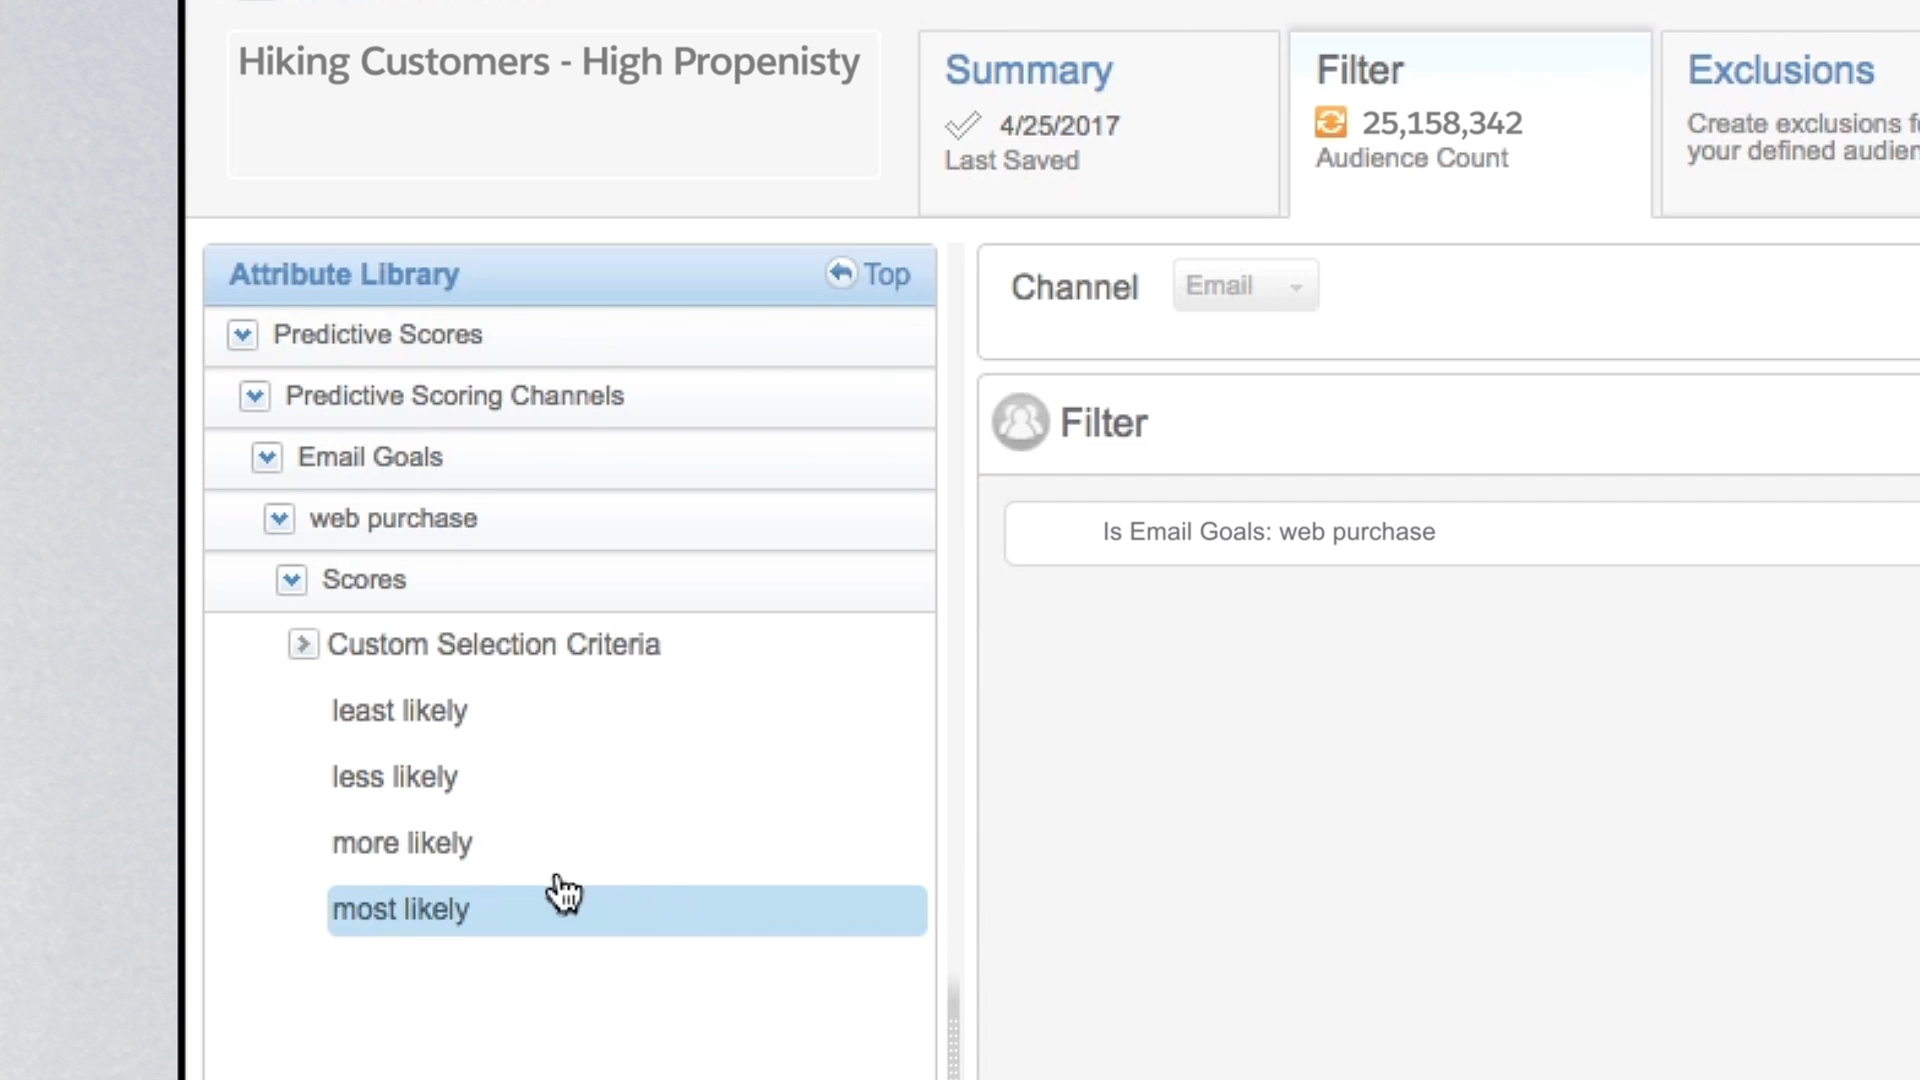 Hiking Customers - High Propenisty
Summary
4/25/2017
Last Saved
Filter
25,158,342
Audience Count
Exclusions
Create exclusions
your defined
Attribute Library
Top
Predictive Scores
Predictive Scoring Channels
Email Goals
web purchase
Scores
Custom Selection Criteria
least likely
less likely
more likely
most likely
Channel
Email
Filter
Is Email Goals: web purchase